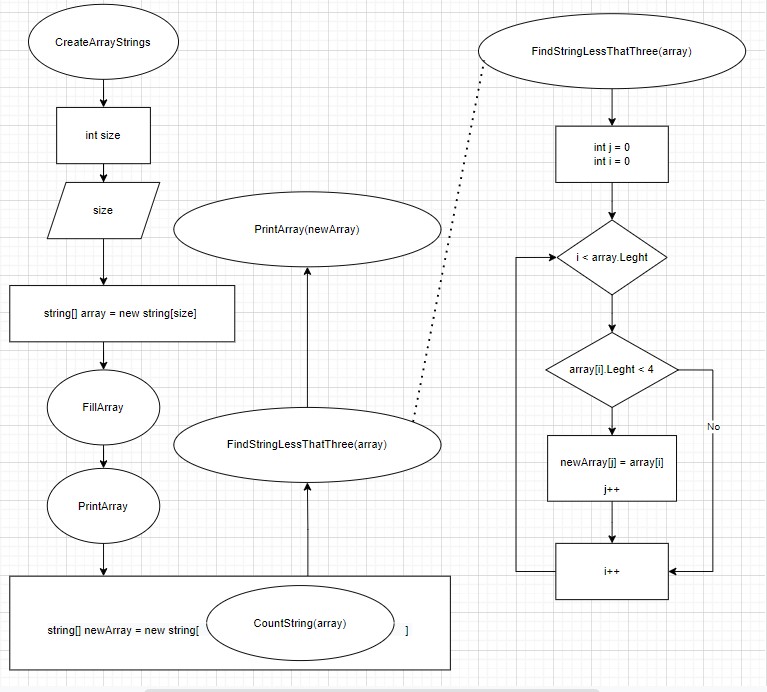 CreateArrayStrings
int size
size
string[] array = new string[size]
FillArray
PrintArray
string[] newArray = new string[
CountString(array)
]
FindStringLessThatThree(array)
PrintArray(newArray)
FindStringLessThatThree(array)
int j = 0
int i = 0
i < array.Leght
array[i].Leght < 4
No
newArray[j] = array[i]
j++
i++